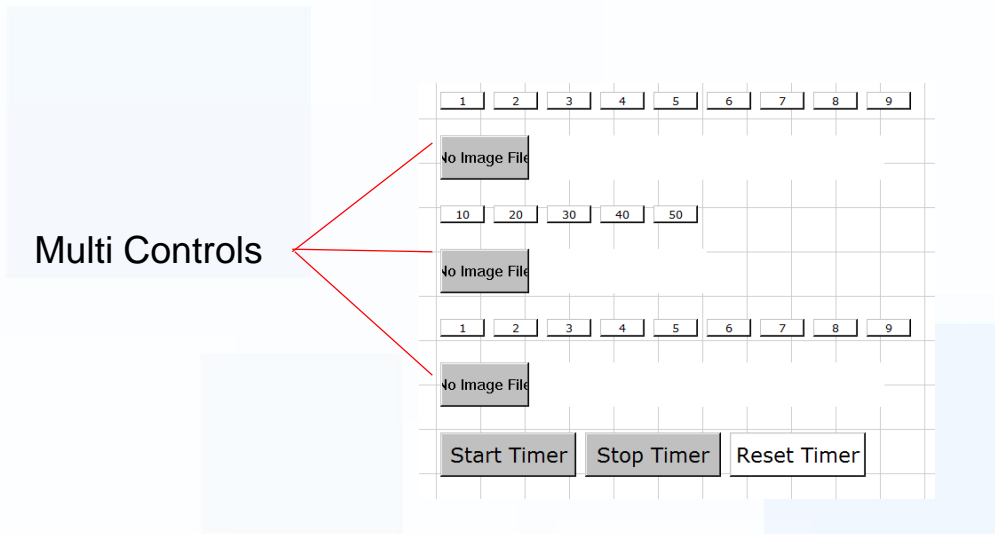 1 2 3 4 5 6 7 8 9
No Image File
10 20 30 40 50
Multi Controls
No Image File
1 2 3 4 5 6 7 8 9
No Image File
Start Timer Stop Timer Reset Timer